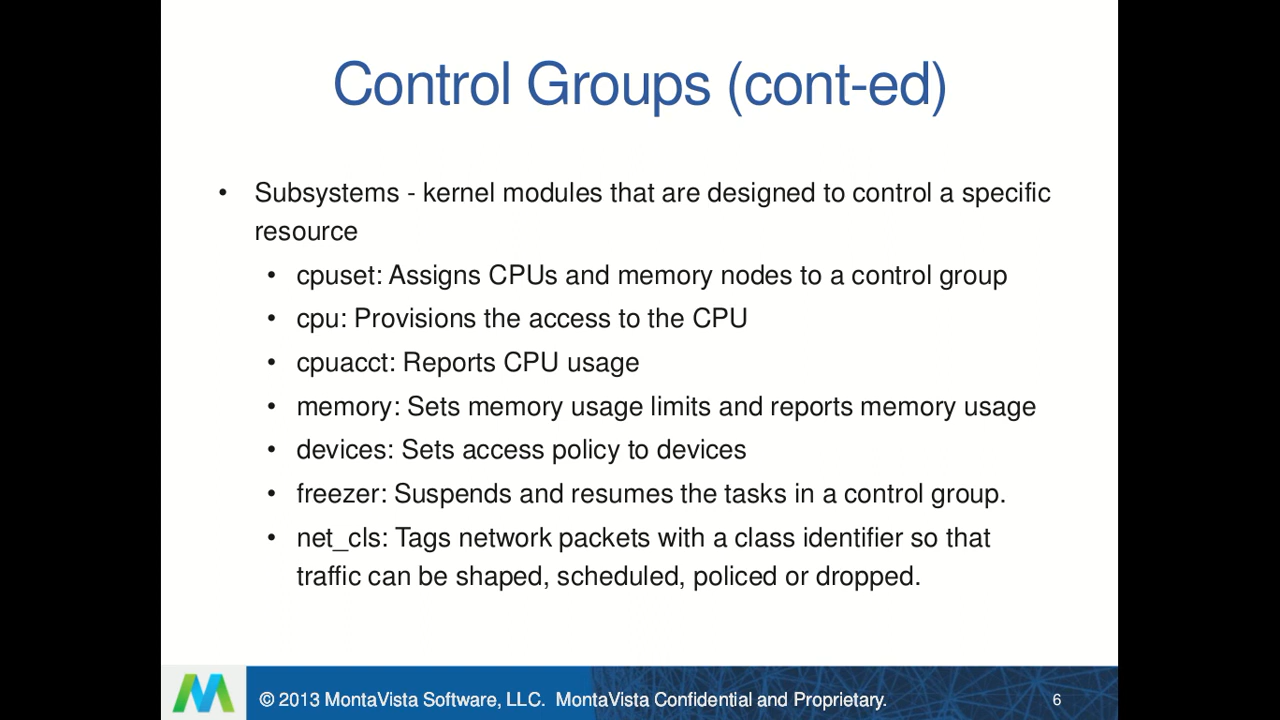 Control Groups (cont-ed)
• Subsystems - kernel modules that are designed to control a specific
resource
• cpuset: Assigns CPUs and memory nodes to a control group
• cpu: Provisions the access to the CPU
• cpuacct: Reports CPU usage
• memory: Sets memory usage limits and reports memory usage
• devices: Sets access policy to devices
• freezer: Suspends and resumes the tasks in a control group.
• net_cls: Tags network packets with a class identifier so that
traffic can be shaped, scheduled, policed or dropped.
© 2013 MontaVista Software, LLC. MontaVista Confidential and Proprietary.
6